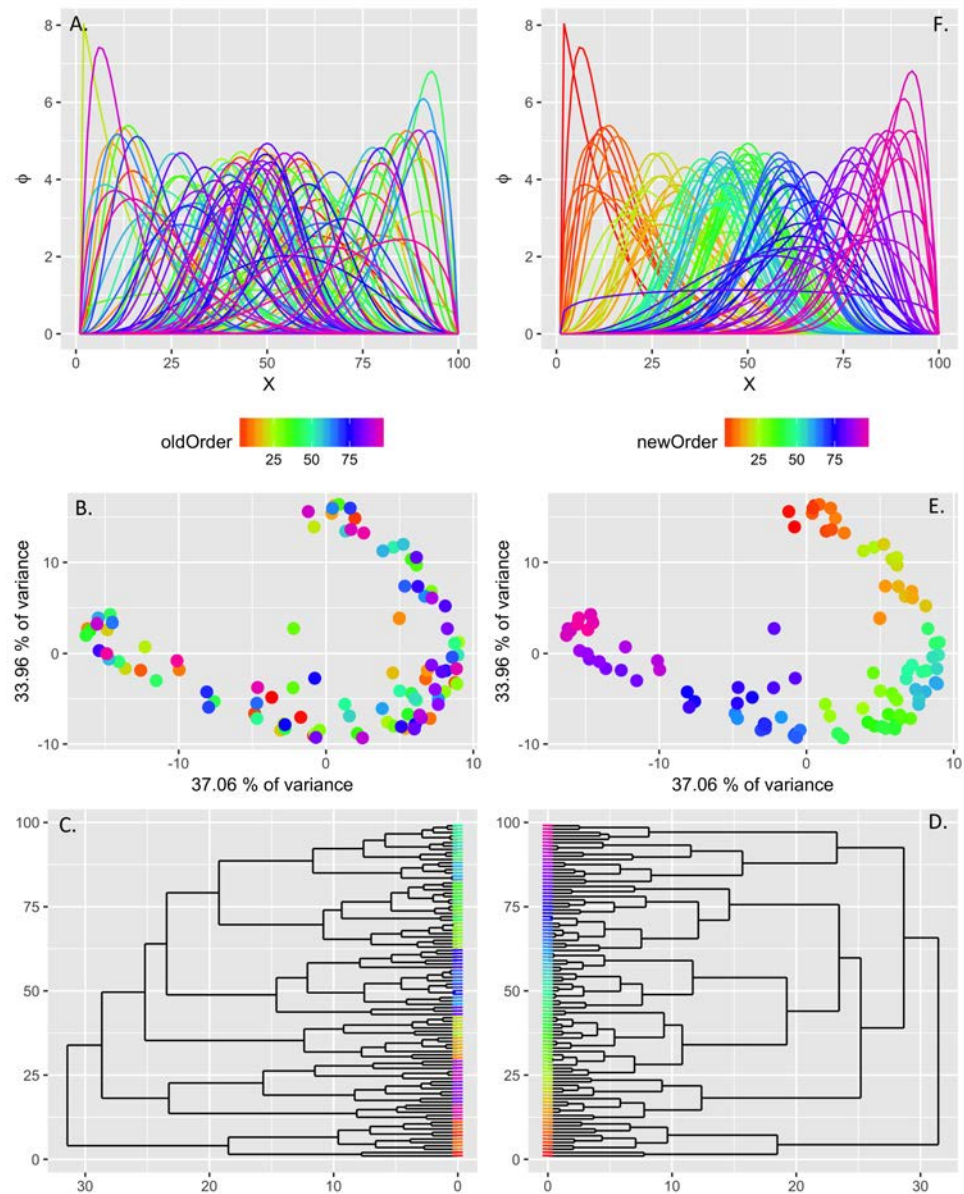 A.
8
6
ϕ
4
2
0
0 25 50 75 100
X
F.
8
6
ϕ
4
2
0
0 25 50 75 100
X
oldOrder
25 50 75
newOrder
25 50 75
B.
33.96 % of variance
10
0
-10
-10 0 10
37.06 % of variance
E.
33.96 % of variance
10
0
-10
-10 0 10
37.06 % of variance
C.
100
75
50
25
0
30 20 10 0
D.
100
75
50
25
0
0 10 20 30